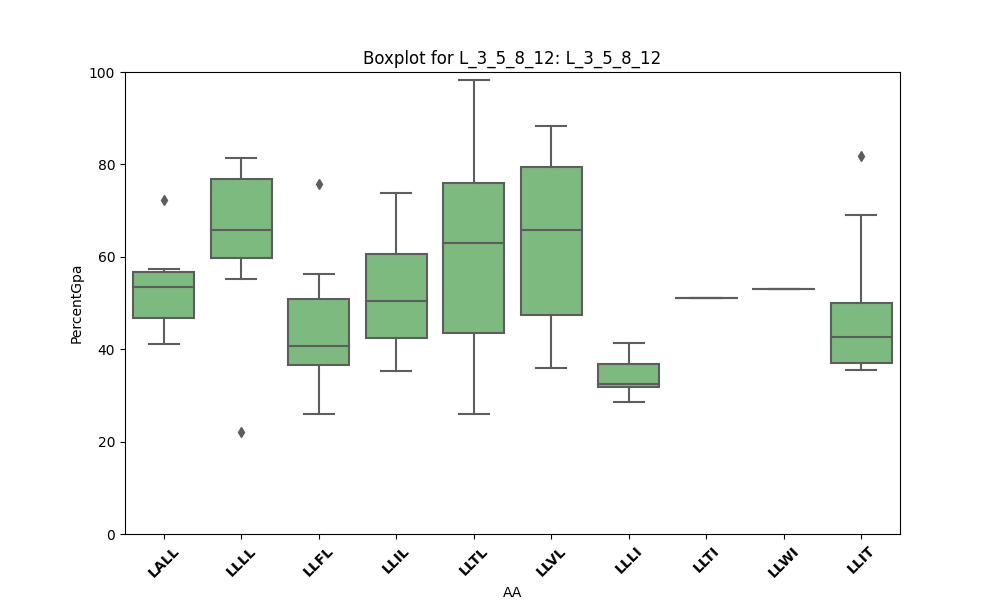 Boxplot for L_3_5_8_12: L_3_5_8_12
PercentGpa
100
80
60
40
20
0
LALL LLLL LLFL LLIL LLTL LLVL LLLI LLTI LLWI LLIT
AA